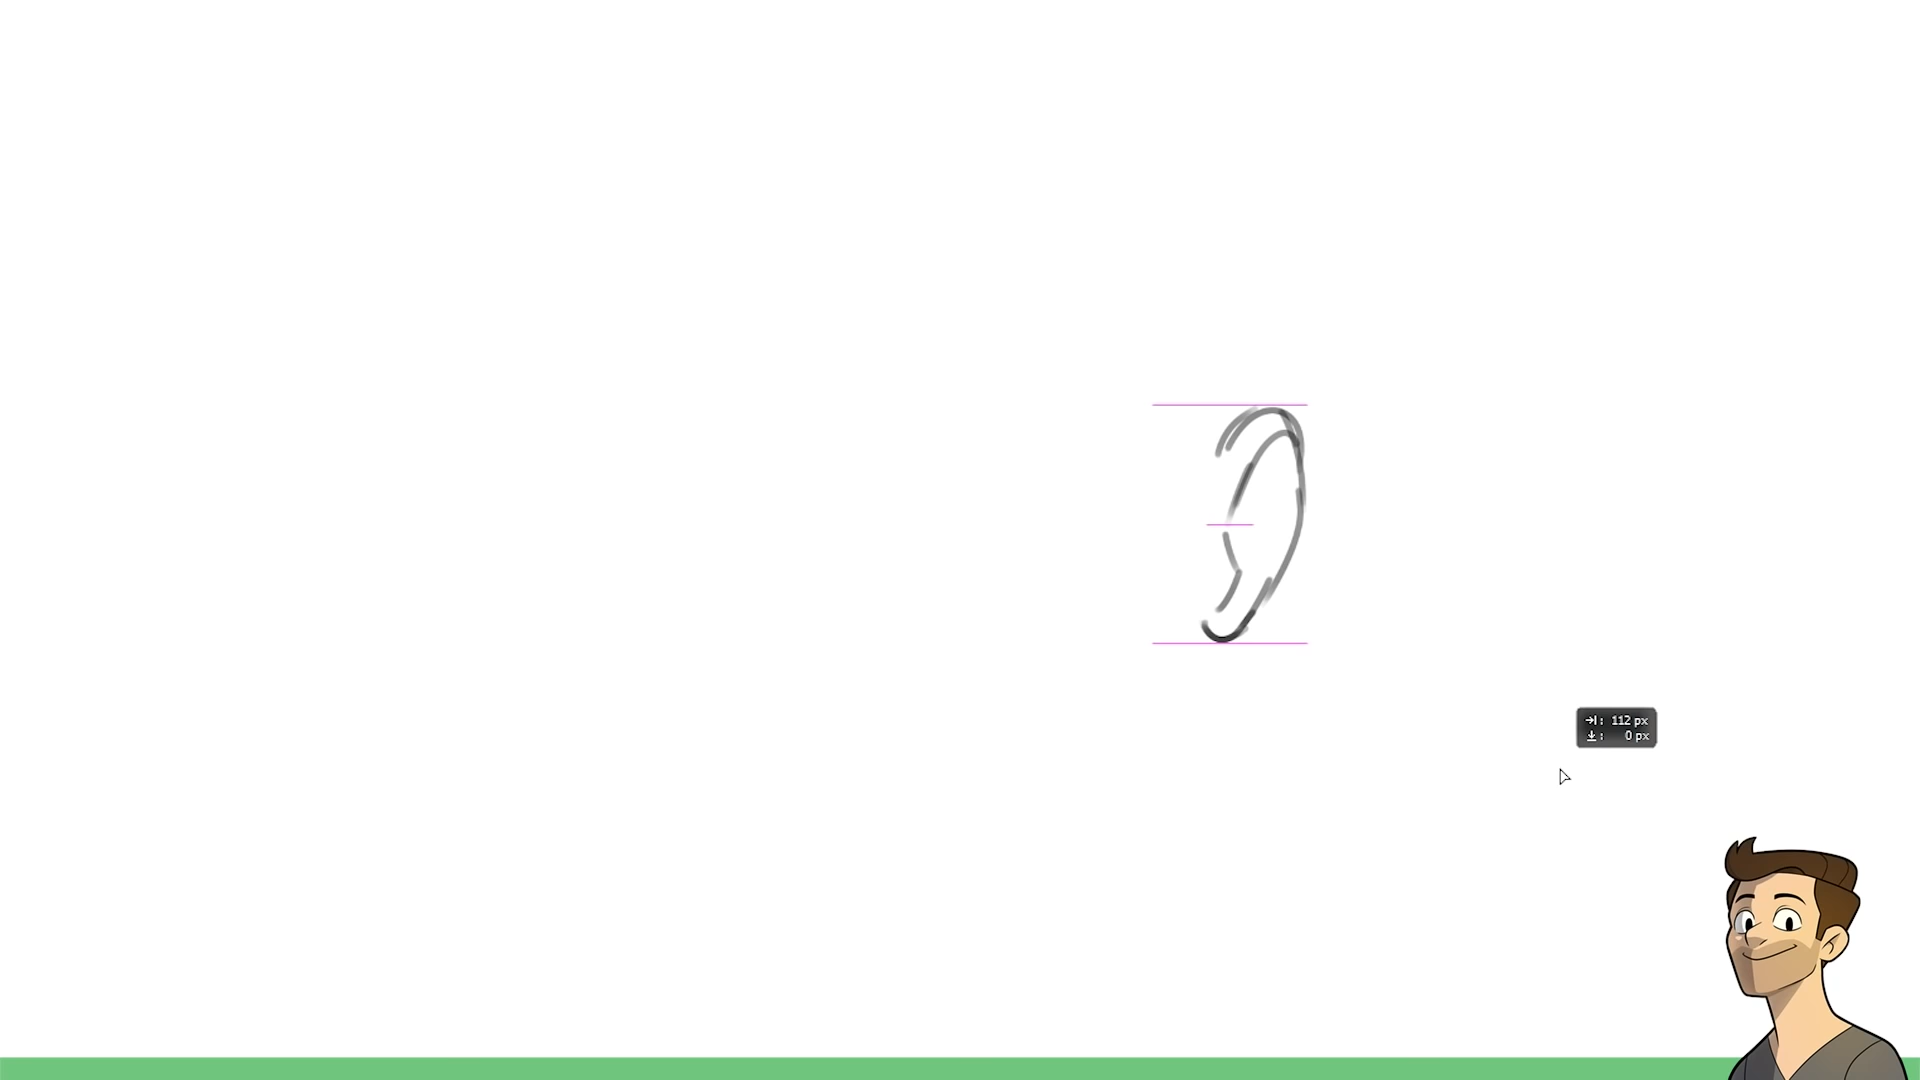 →I : 112 px
↓ : 0 px